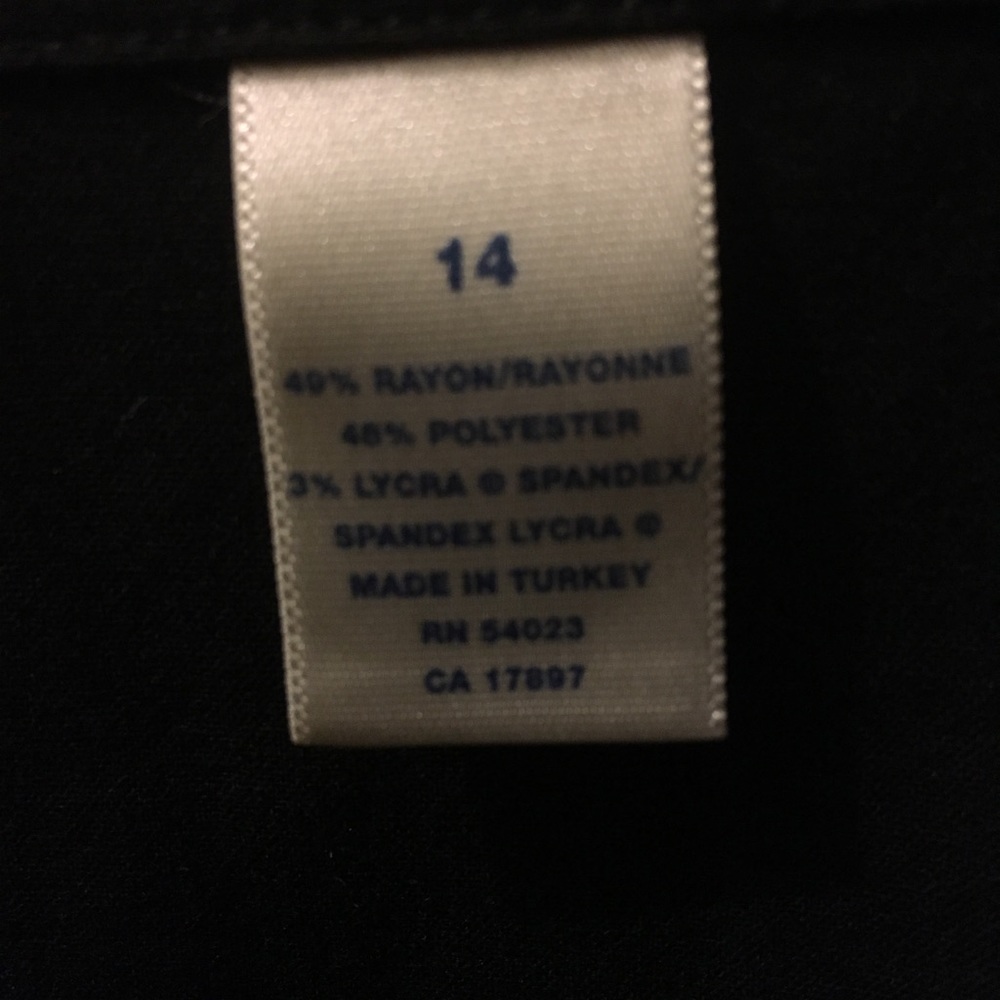 14
49% RAYON/RAYONNE
48% POLYESTER
3% LYCRA ® SPANDEX/
SPANDEX LYCRA ®
MADE IN TURKEY
RN 54023
CA 17897